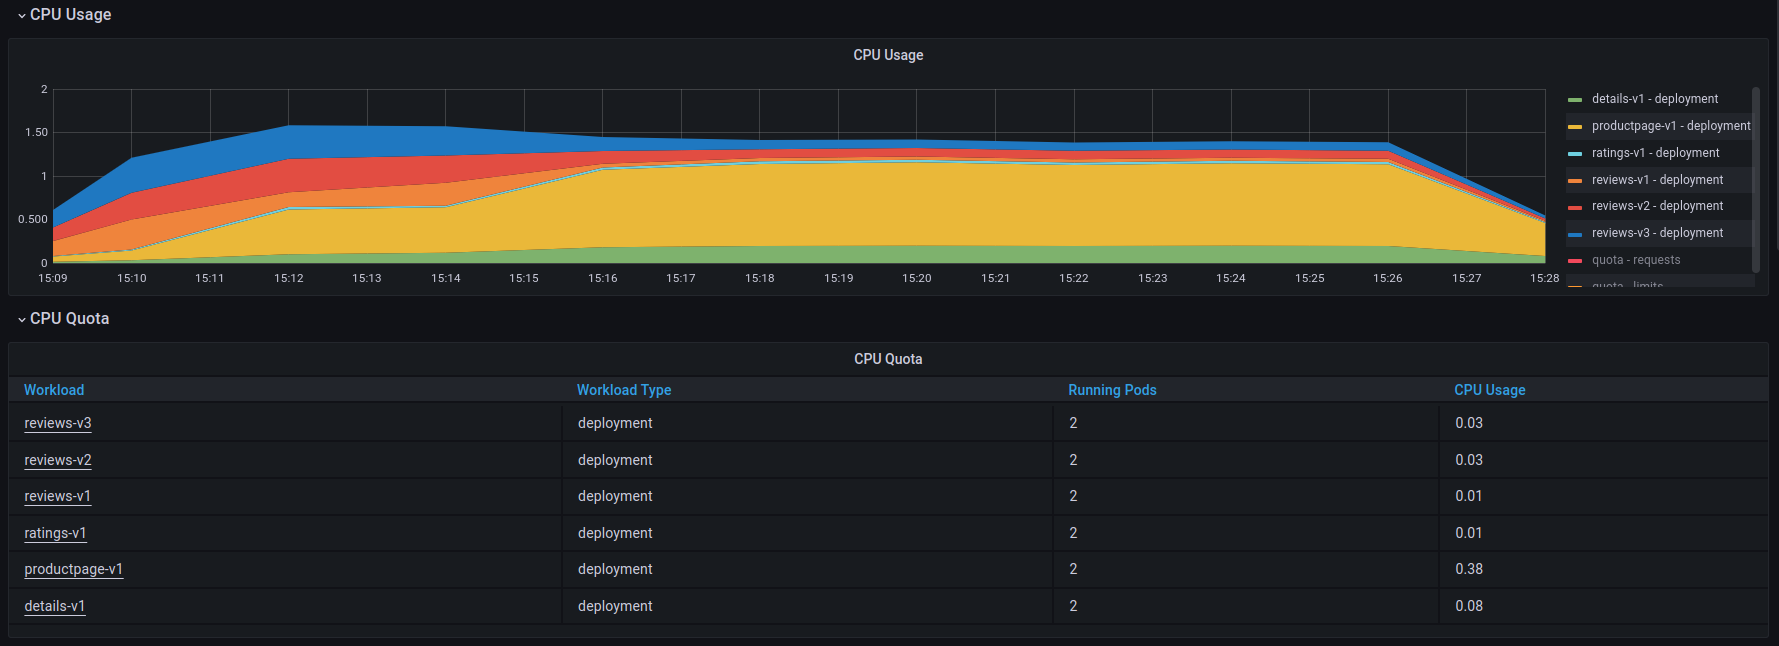 CPU Usage
CPU Usage
2
1.50
1
0.500
0
15:09 15:10 15:11 15:12 15:13 15:14 15:15 15:16 15:17 15:18 15:19 15:20 15:21 15:22 15:23 15:24 15:25 15:26 15:27 15:28
details-v1 - deployment
productpage-v1 - deployment
ratings-v1 - deployment
reviews-v1 - deployment
reviews-v2 - deployment
reviews-v3 - deployment
quota - requests
quota - limits
CPU Quota
CPU Quota
Workload Workload Type Running Pods CPU Usage
reviews-v3 deployment 2 0.03
reviews-v2 deployment 2 0.03
reviews-v1 deployment 2 0.01
ratings-v1 deployment 2 0.01
productpage-v1 deployment 2 0.38
details-v1 deployment 2 0.08